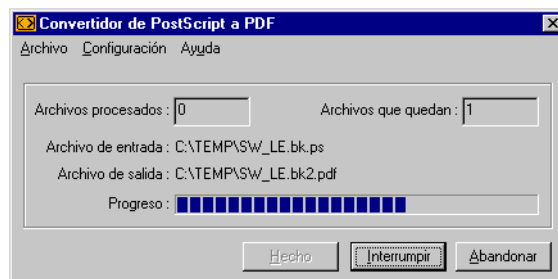 Convertidor de PostScript a PDF
Archivo Configuración Ayuda
Archivos procesados : 0 Archivos que quedan : 1
Archivo de entrada : C:\TEMP\SW_LE.bk.ps
Archivo de salida : C:\TEMP\SW_LE.bk2.pdf
Progreso :
Hecho Interrumpir Abandonar